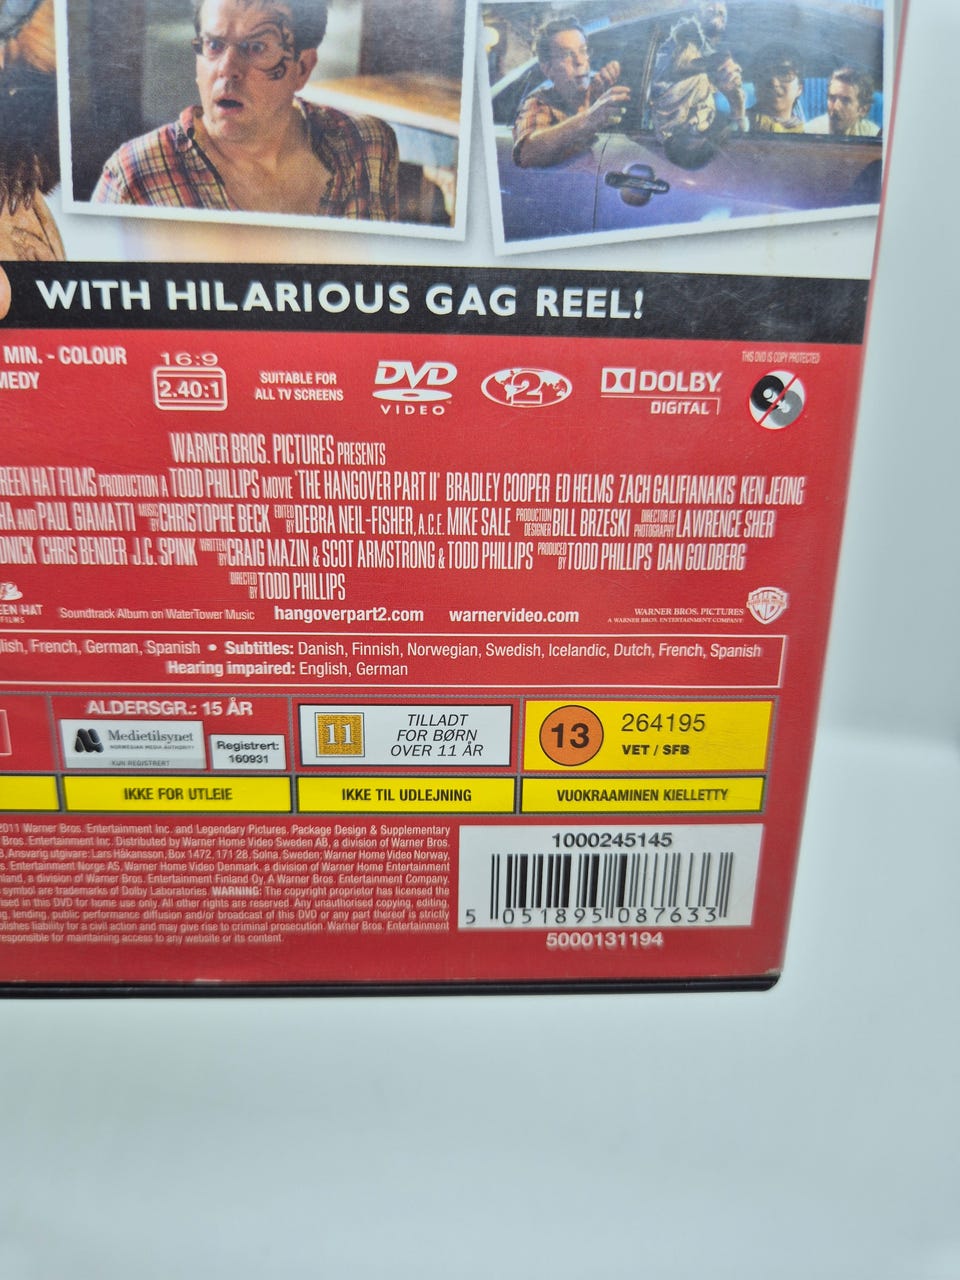 WITH HILARIOUS GAG REEL!
MIN. - COLOUR
16:9
2.40:1
SUITABLE FOR
ALL TV SCREENS
DVD
VIDEO
2
DOLBY
DIGITAL
THIS DVD IS COPY PROTECTED
WARNER BROS. PICTURES PRESENTS
HAT FILMS PRODUCTION A TODD PHILLIPS MOVIE "THE HANGOVER PART II" BRADLEY COOPER ED HELMS ZACH GALIFIANAKIS KEN JEONG
AND PAUL GIAMATTI MUSIC BY CHRISTOPHE BECK EDITED BY DEBRA NEIL-FISHER, A.C.E. MIKE SALE PRODUCTION DESIGNER BILL BRZESKI DIRECTOR OF PHOTOGRAPHY LAWRENCE SHER
CHRIS BENDER J.C. SPINK WRITTEN BY CRAIG MAZIN & SCOT ARMSTRONG & TODD PHILLIPS PRODUCED BY TODD PHILLIPS DAN GOLDBERG
DIRECTED BY TODD PHILLIPS
HAT
FILMS
Soundtrack Album on WaterTower Music
hangoverpart2.com
warnervideo.com
WARNER BROS. PICTURES
A WARNER BROS. ENTERTAINMENT COMPANY
French, German, Spanish • Subtitles: Danish, Finnish, Norwegian, Swedish, Icelandic, Dutch, French, Spanish
Hearing impaired: English, German
ALDERSGR.: 15 ÅR
Medietilsynet
NORWEGIAN MEDIA AUTHORITY
KUN REGISTRERT
Registrert:
160931
11
TILLADT
FOR BØRN
OVER 11 ÅR
13
264195
VET / SFB
IKKE FOR UTLEIE
IKKE TIL UDLEJNING
VUOKRAAMINEN KIELLETTY
2011 Warner Bros. Entertainment Inc. and Legendary Pictures. Package Design & Supplementary
Bros. Entertainment Inc. Distributed by Warner Home Video Sweden AB, a division of Warner Bros.
Ansvarig utgivare: Lars Håkansson, Box 1472, 171 28, Solna, Sweden; Warner Home Video Norway,
Entertainment Norge AS, Warner Home Video Denmark, a division of Warner Home Entertainment
a division of Warner Bros. Entertainment Finland Oy, A Warner Bros. Entertainment Company.
symbol are trademarks of Dolby Laboratories. WARNING: The copyright proprietor has licensed the
in this DVD for home use only. All other rights are reserved. Any unauthorised copying, editing,
lending, public performance diffusion and/or broadcast of this DVD or any part thereof is strictly
liability for a civil action and may give rise to criminal prosecution. Warner Bros. Entertainment
responsible for maintaining access to any website or its content.
1000245145
5 051895 087633
5000131194